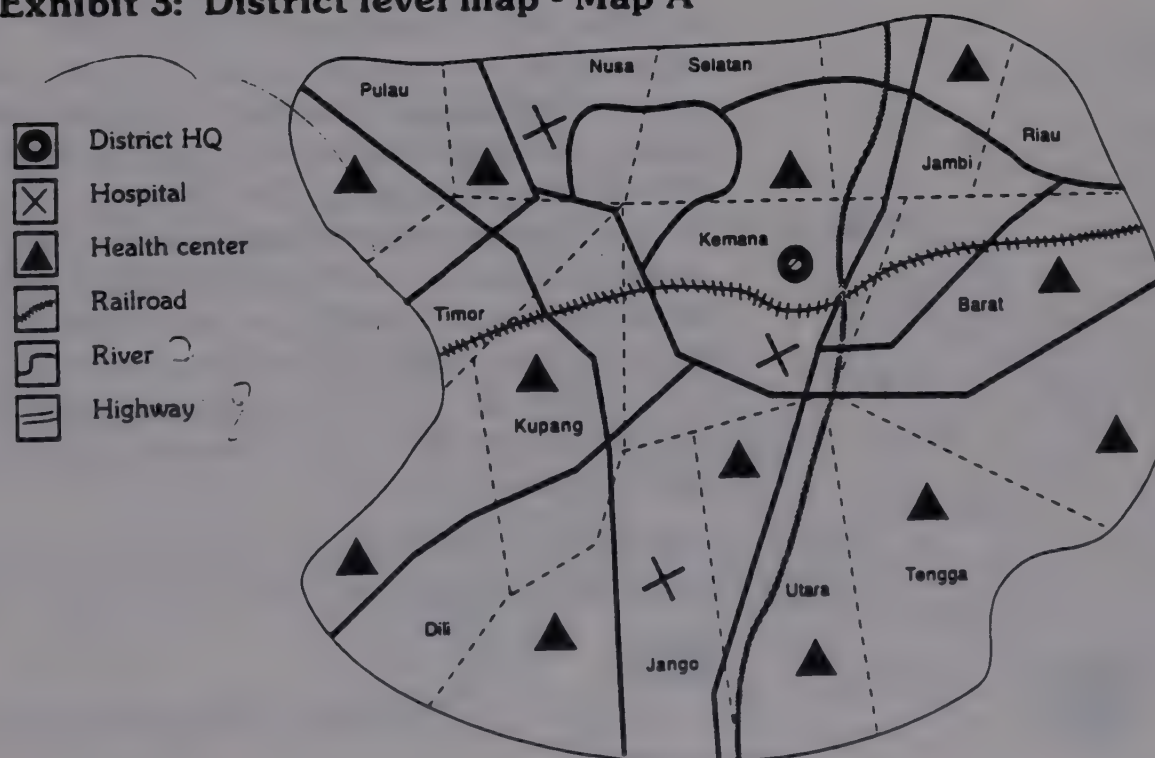 Exhibit 3: District level map - Map A
District HQ
Hospital
Health center
Railroad
River
Highway
Pulau
Nusa
Selatan
Riau
Jambi
Kemana
Timor
Barat
Kupang
Tengga
Utara
Dili
Jango